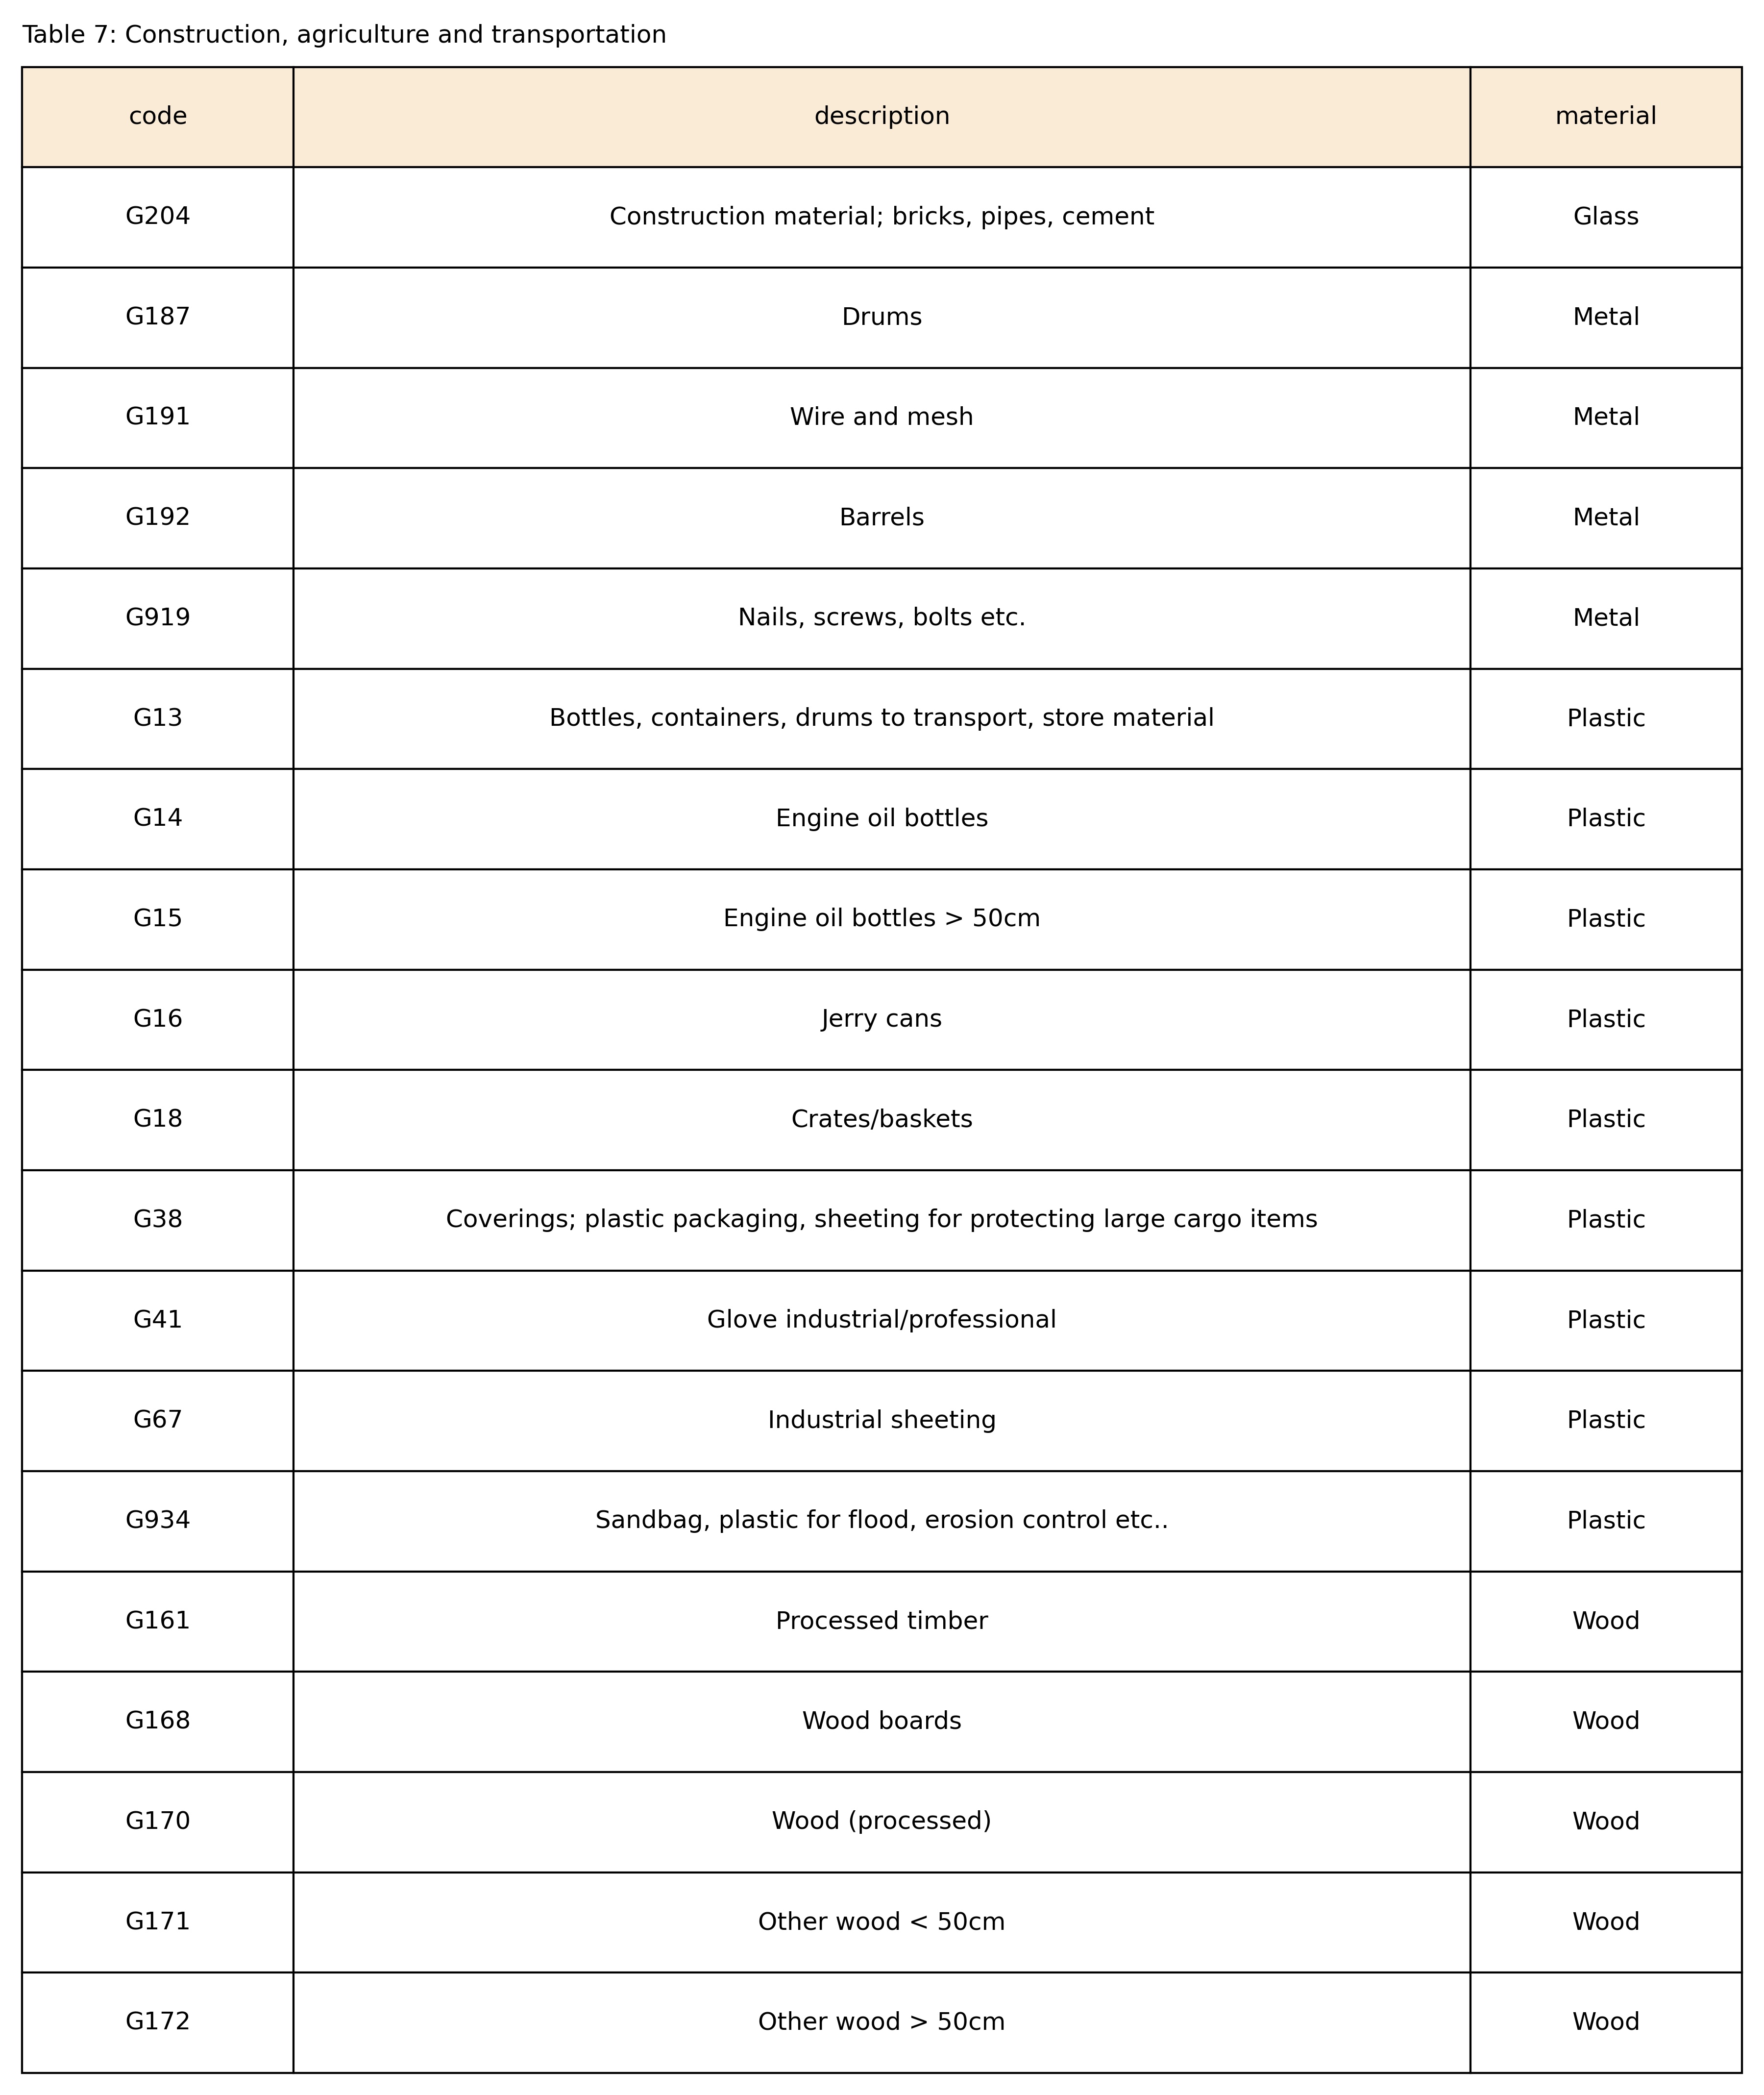 Table 7: Construction, agriculture and transportation
code description material
G204 Construction material; bricks, pipes, cement Glass
G187 Drums Metal
G191 Wire and mesh Metal
G192 Barrels Metal
G919 Nails, screws, bolts etc. Metal
G13 Bottles, containers, drums to transport, store material Plastic
G14 Engine oil bottles Plastic
G15 Engine oil bottles > 50cm Plastic
G16 Jerry cans Plastic
G18 Crates/baskets Plastic
G38 Coverings; plastic packaging, sheeting for protecting large cargo items Plastic
G41 Glove industrial/professional Plastic
G67 Industrial sheeting Plastic
G934 Sandbag, plastic for flood, erosion control etc.. Plastic
G161 Processed timber Wood
G168 Wood boards Wood
G170 Wood (processed) Wood
G171 Other wood < 50cm Wood
G172 Other wood > 50cm Wood